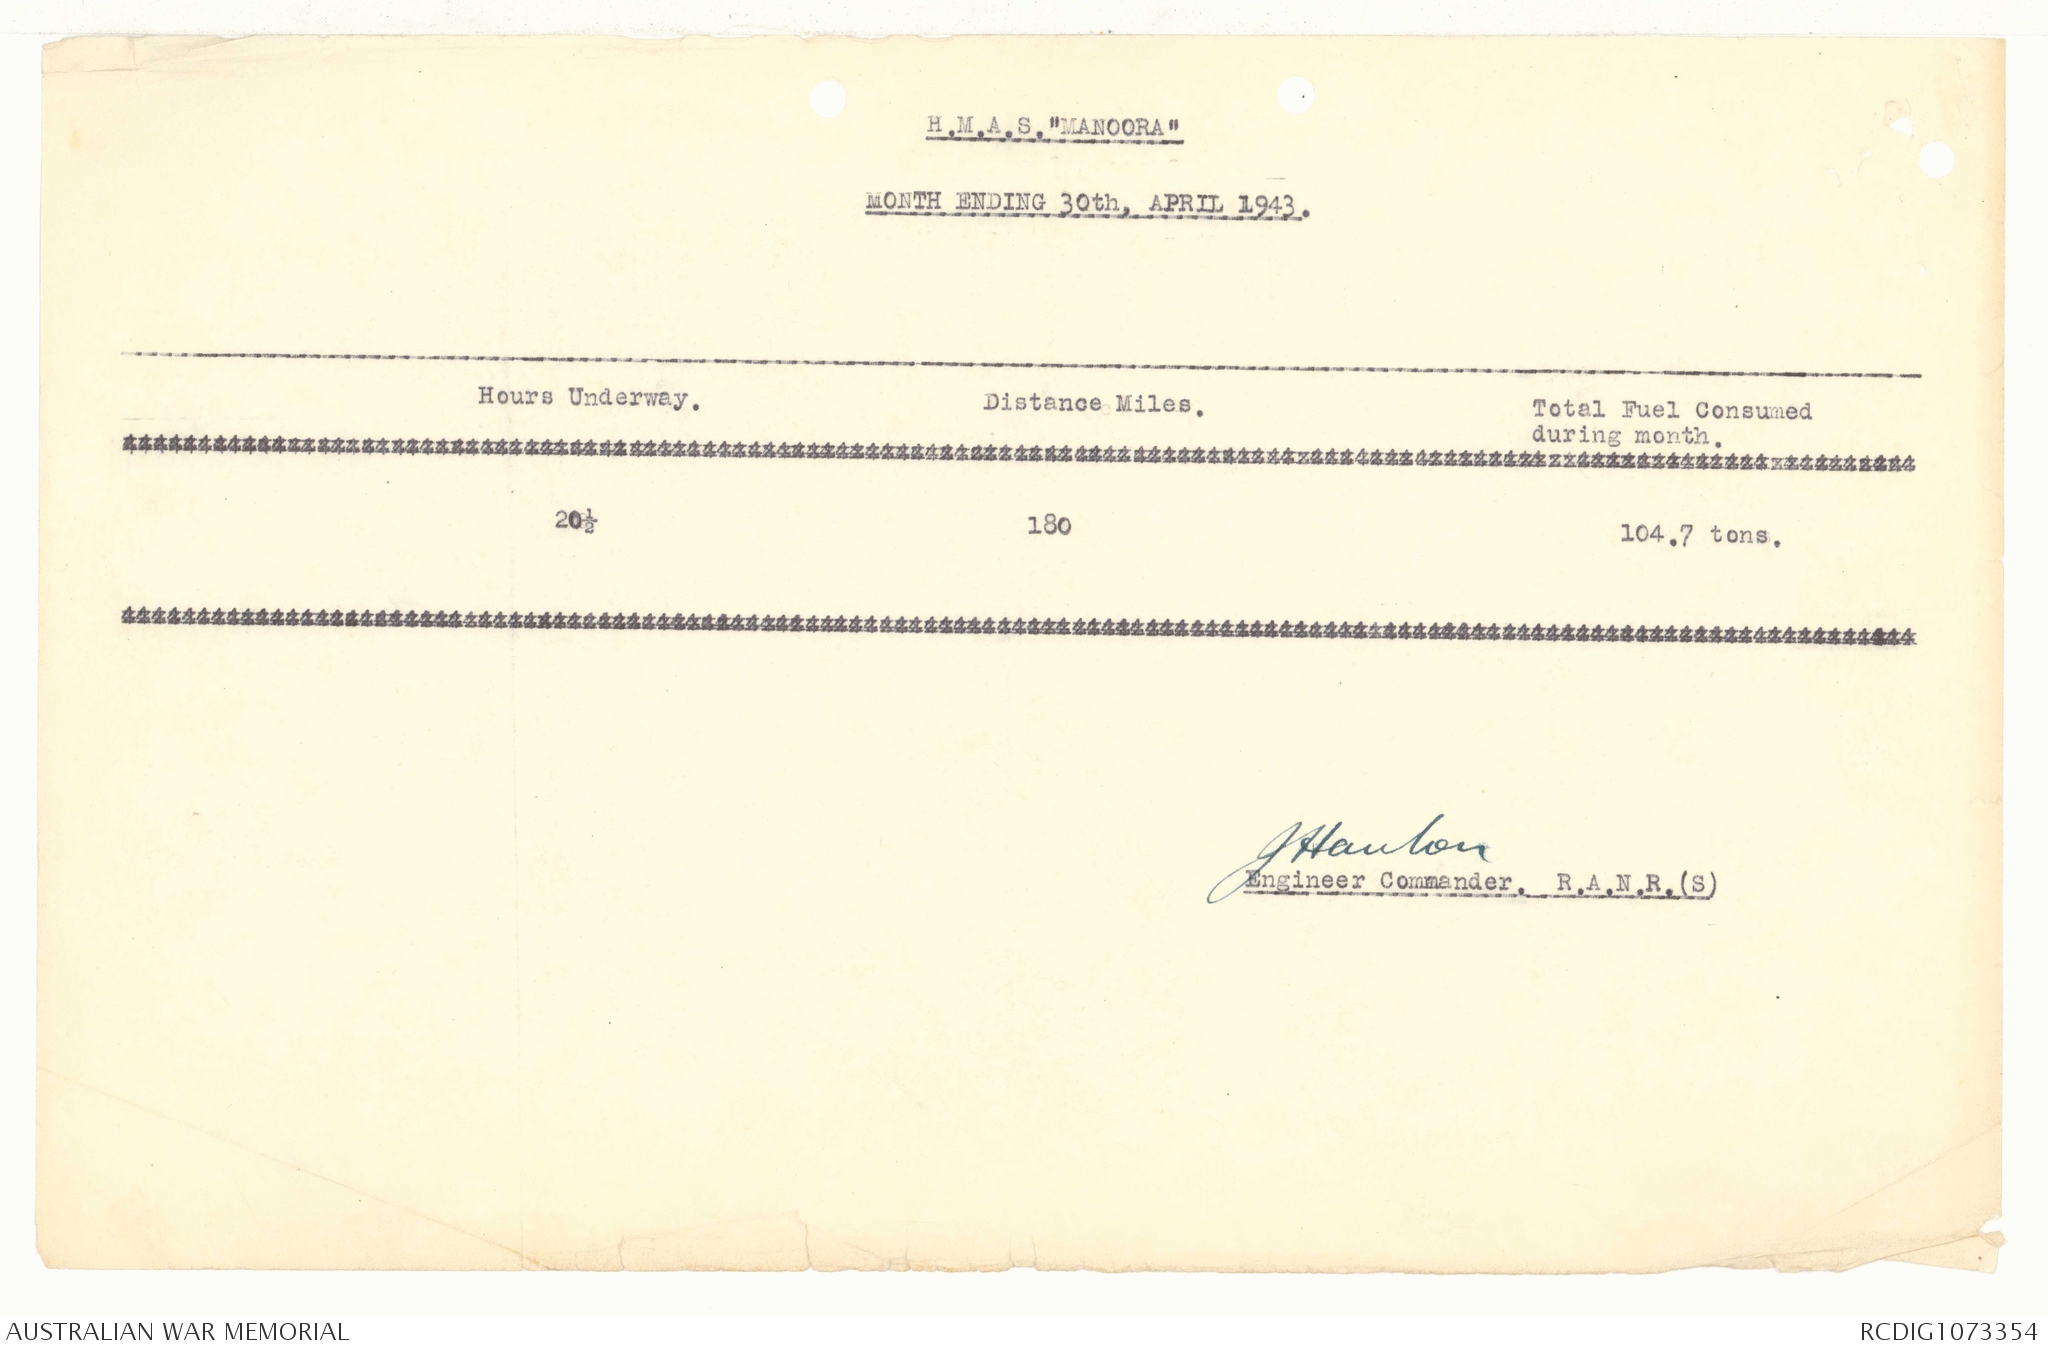 H.M.A.S."MANOORA"
MONTH ENDING 30th, APRIL 1943.
Hours Underway. Distance Miles. Total Fuel Consumed
during month.
20½ 180 104.7 tons.
J Hanlon
Engineer Commander. R.A.N.R.(S)
AUSTRALIAN WAR MEMORIAL RCDIG1073354